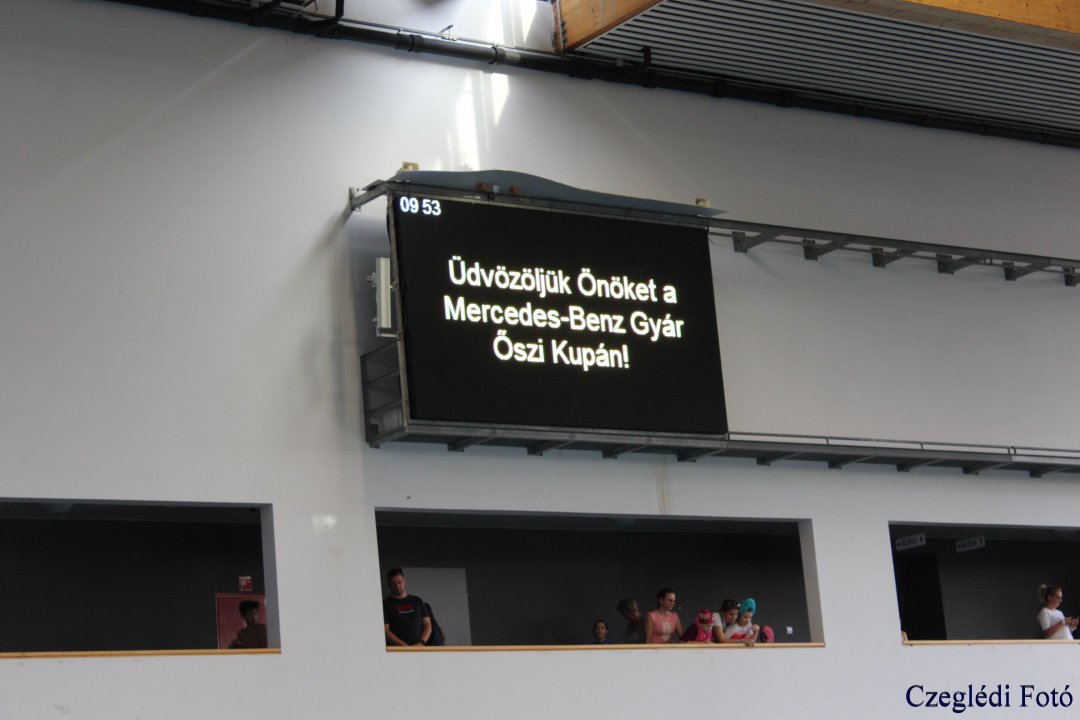 09 53
Üdvözöljük Önöket a
Mercedes-Benz Gyár
Őszi Kupán!
Czeglédi Fotó